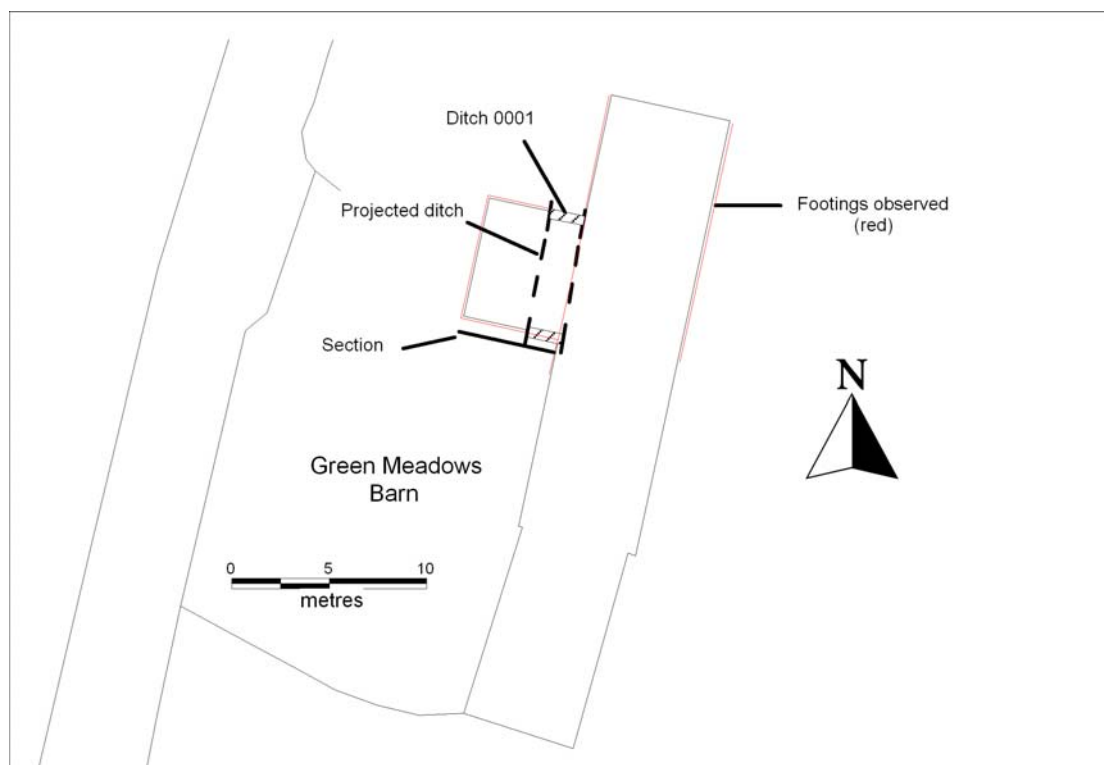 Ditch 0001
Projected ditch
Footings observed
(red)
Section
N
Green Meadows
Barn
0 5 10
metres